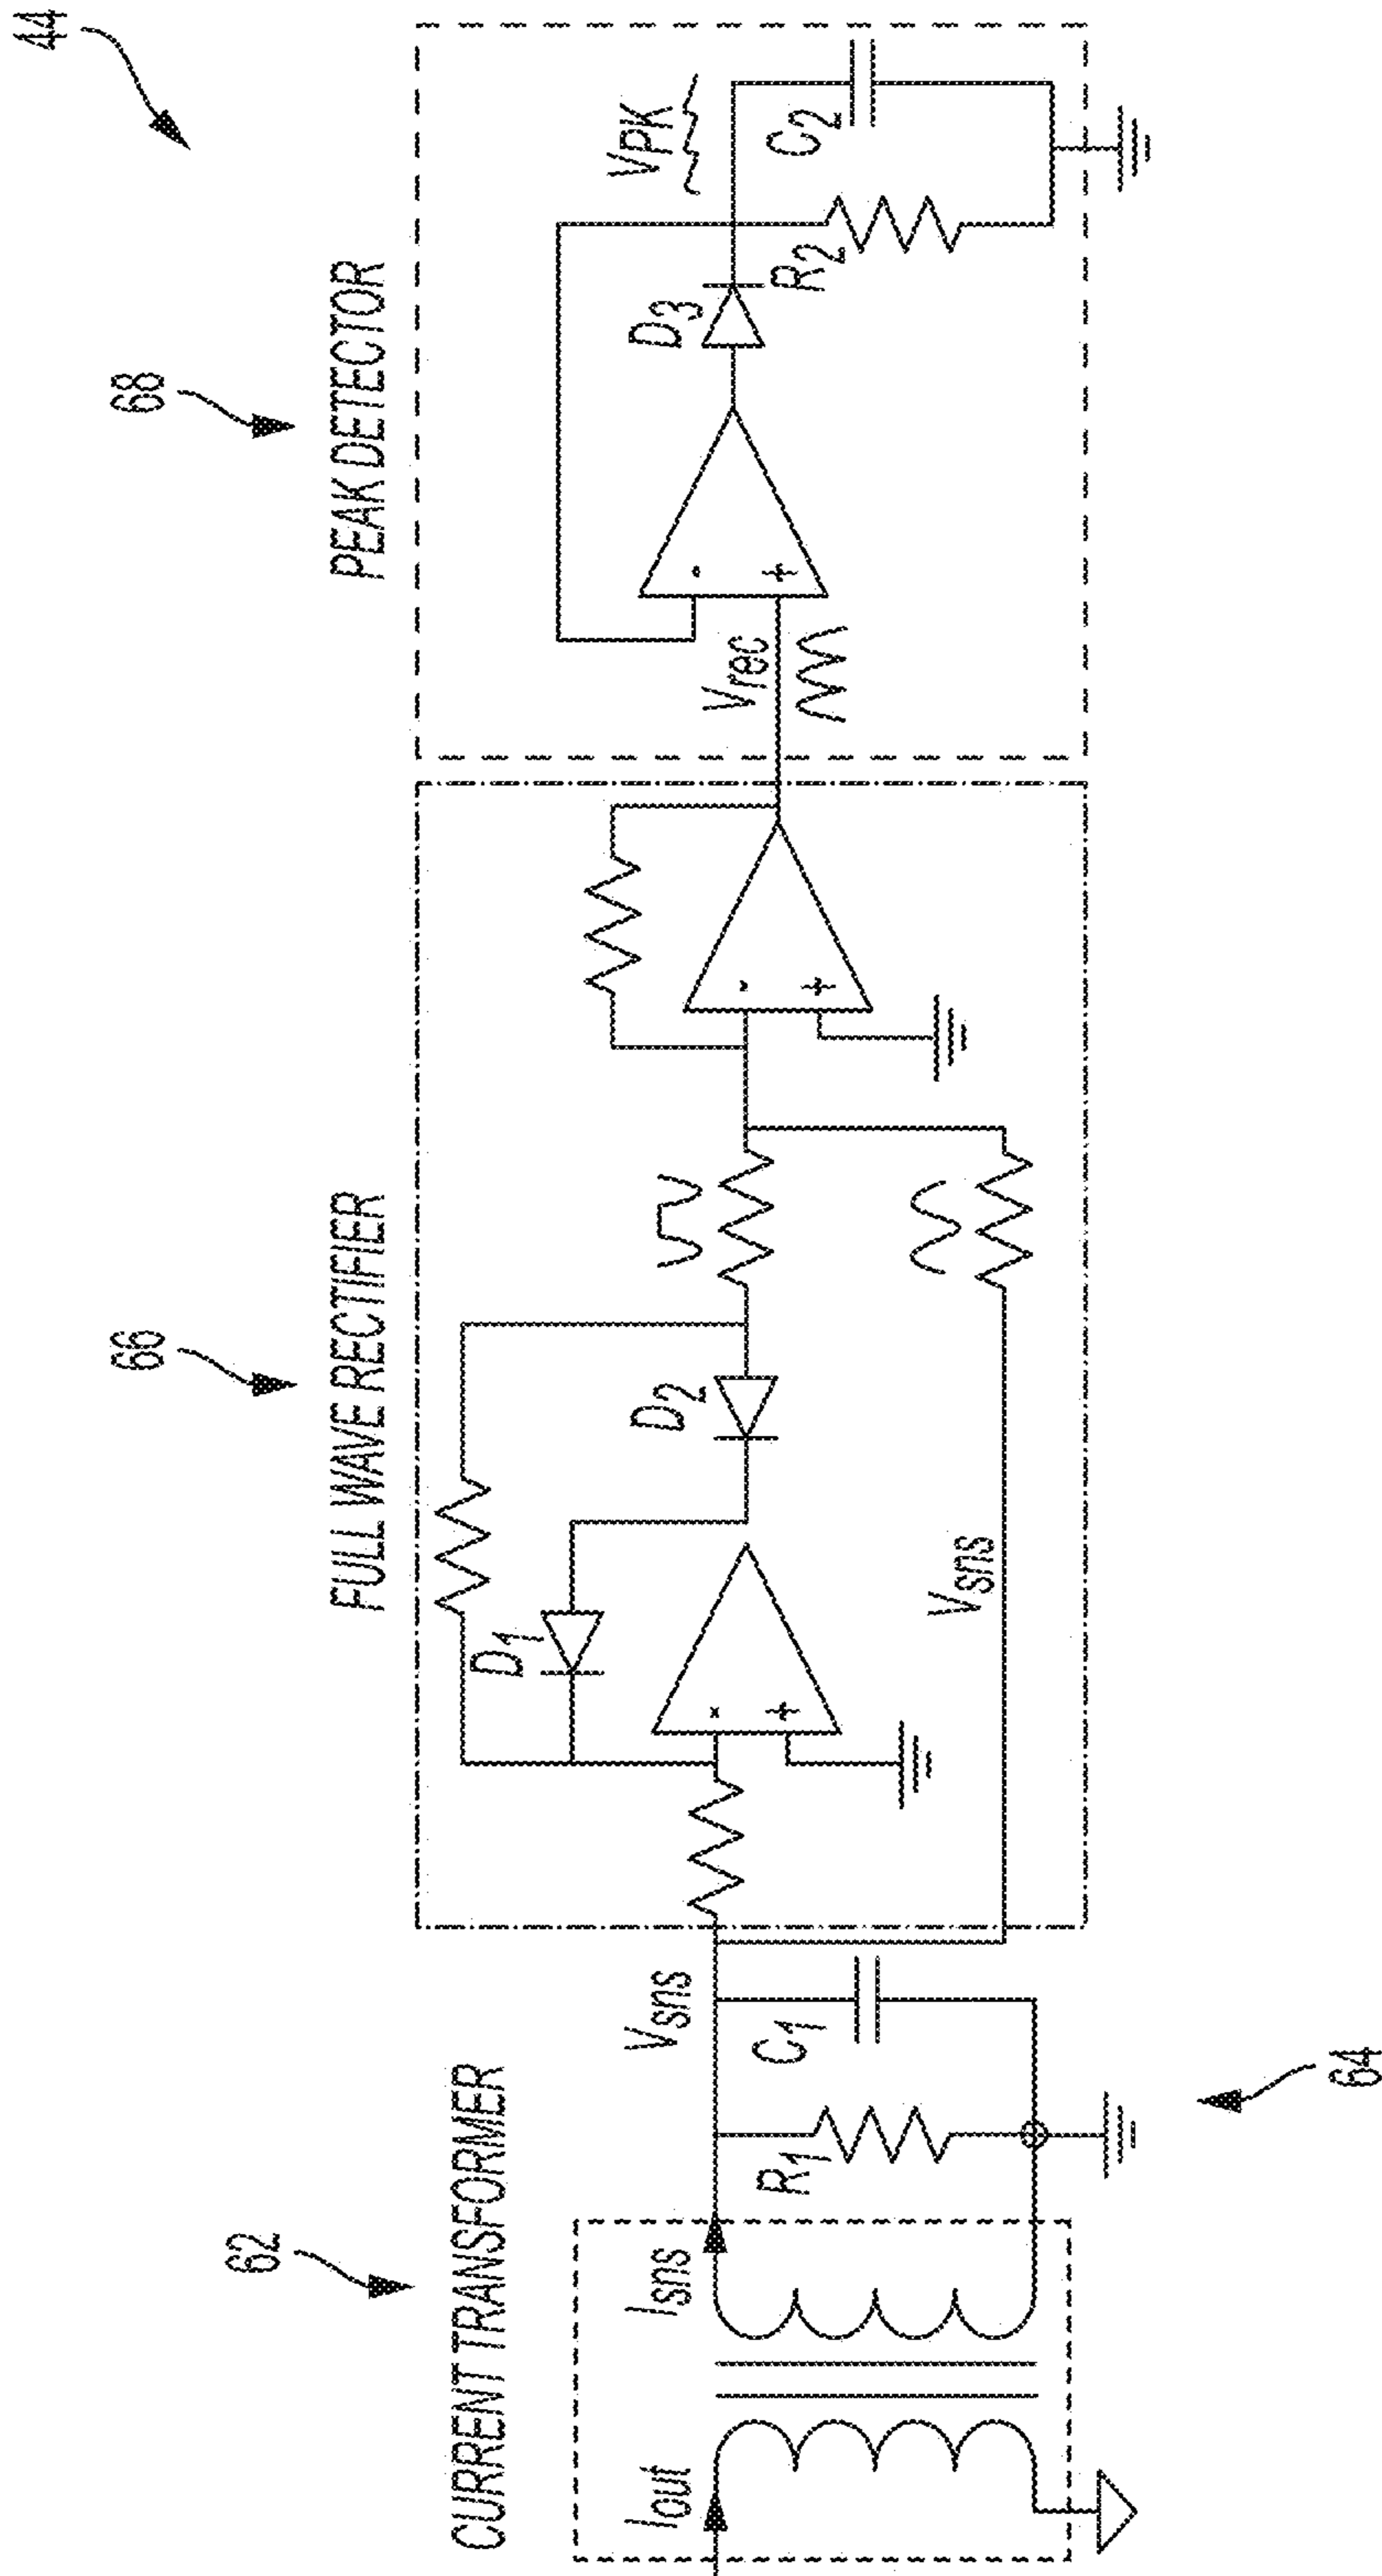 44
62
CURRENT TRANSFORMER
66
FULL WAVE RECTIFIER
68
PEAK DETECTOR
Iout
Isns
R1
C1
Vsns
64
D1
D2
Vsns
-
+
-
+
Vrec
-
+
D3
R2
VPK
C2